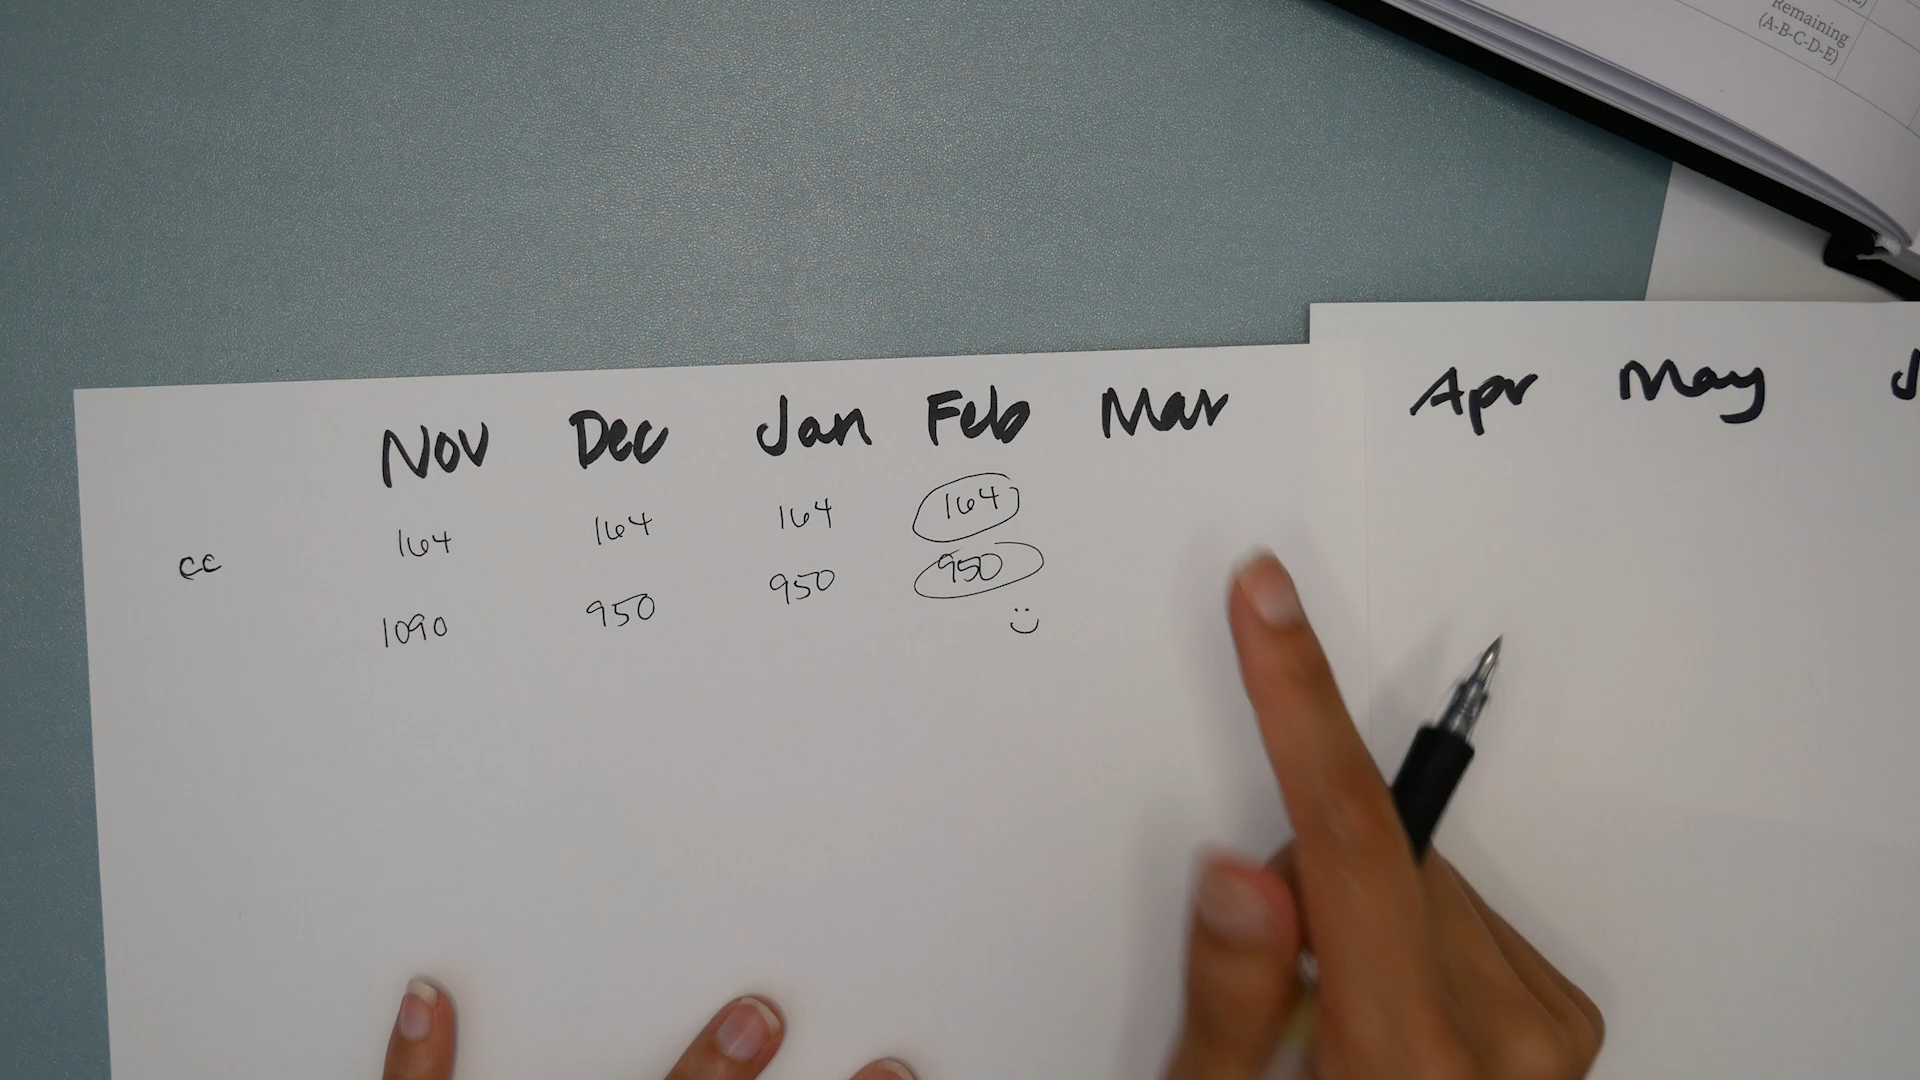 Remaining
(A-B-C-D-E)
Nov Dec Jan Feb Mar Apr May
164 164 164 164
cc
1090 950 950 950